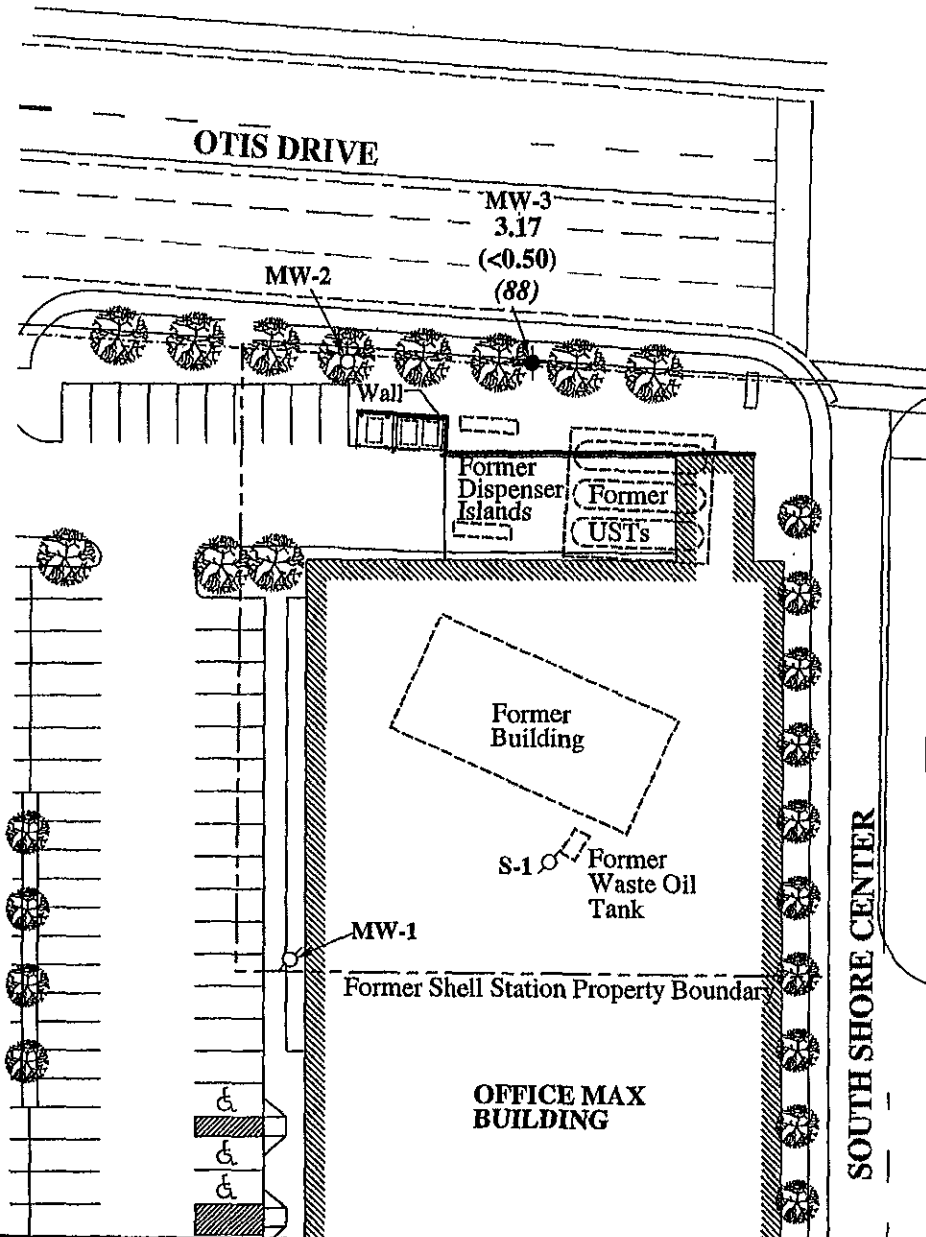 OTIS DRIVE
MW-3
3.17
(<0.50)
(88)
MW-2
Wall
Former
Dispenser
Islands
Former
USTs
Former
Building
S-1
Former
Waste Oil
Tank
MW-1
Former Shell Station Property Boundary
OFFICE MAX
BUILDING
SOUTH SHORE CENTER